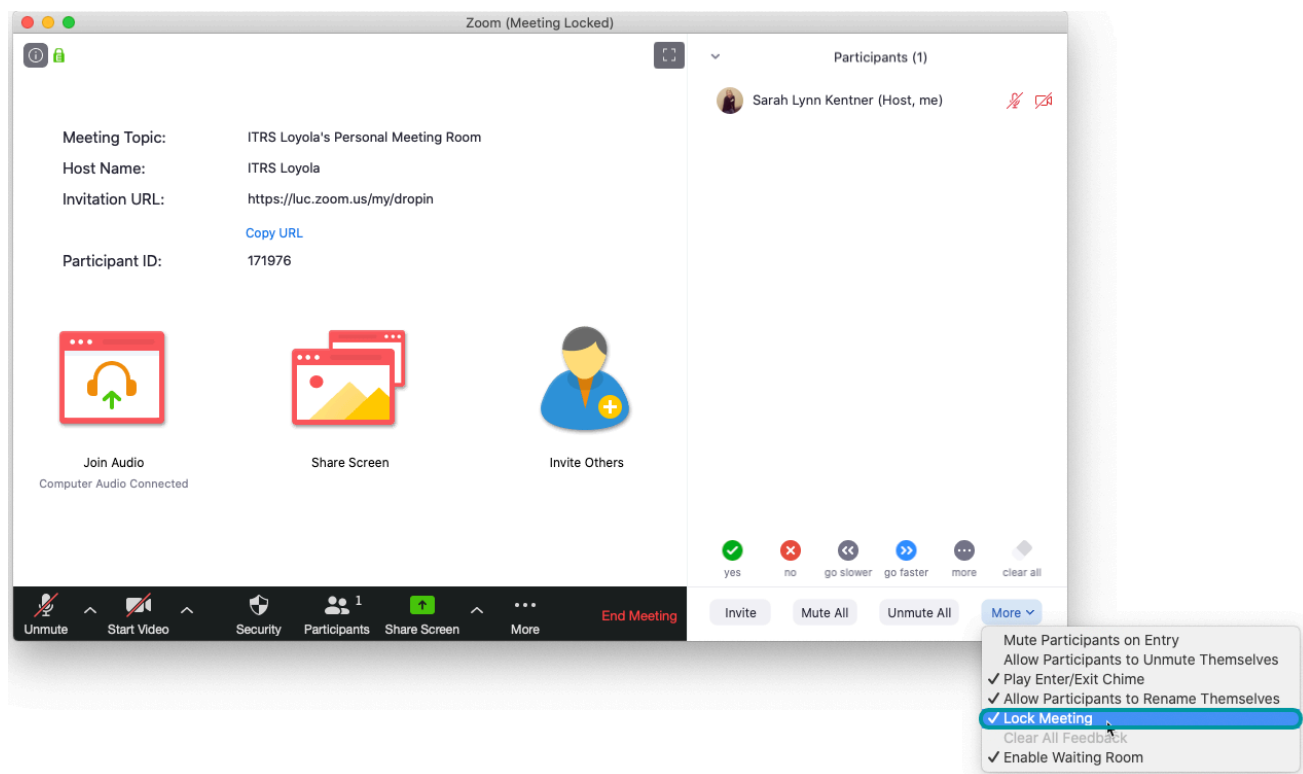 Zoom (Meeting Locked)
Participants (1)
Sarah Lynn Kentner (Host, me)
Meeting Topic: ITRS Loyola's Personal Meeting Room
Host Name: ITRS Loyola
Invitation URL: https://luc.zoom.us/my/dropin
Copy URL
Participant ID: 171976
Join Audio Share Screen Invite Others
Computer Audio Connected
yes no go slower go faster more clear all
Unmute Start Video Security Participants 1 Share Screen More End Meeting
Invite Mute All Unmute All More
Mute Participants on Entry
Allow Participants to Unmute Themselves
Play Enter/Exit Chime
Allow Participants to Rename Themselves
Lock Meeting
Clear All Feedback
Enable Waiting Room